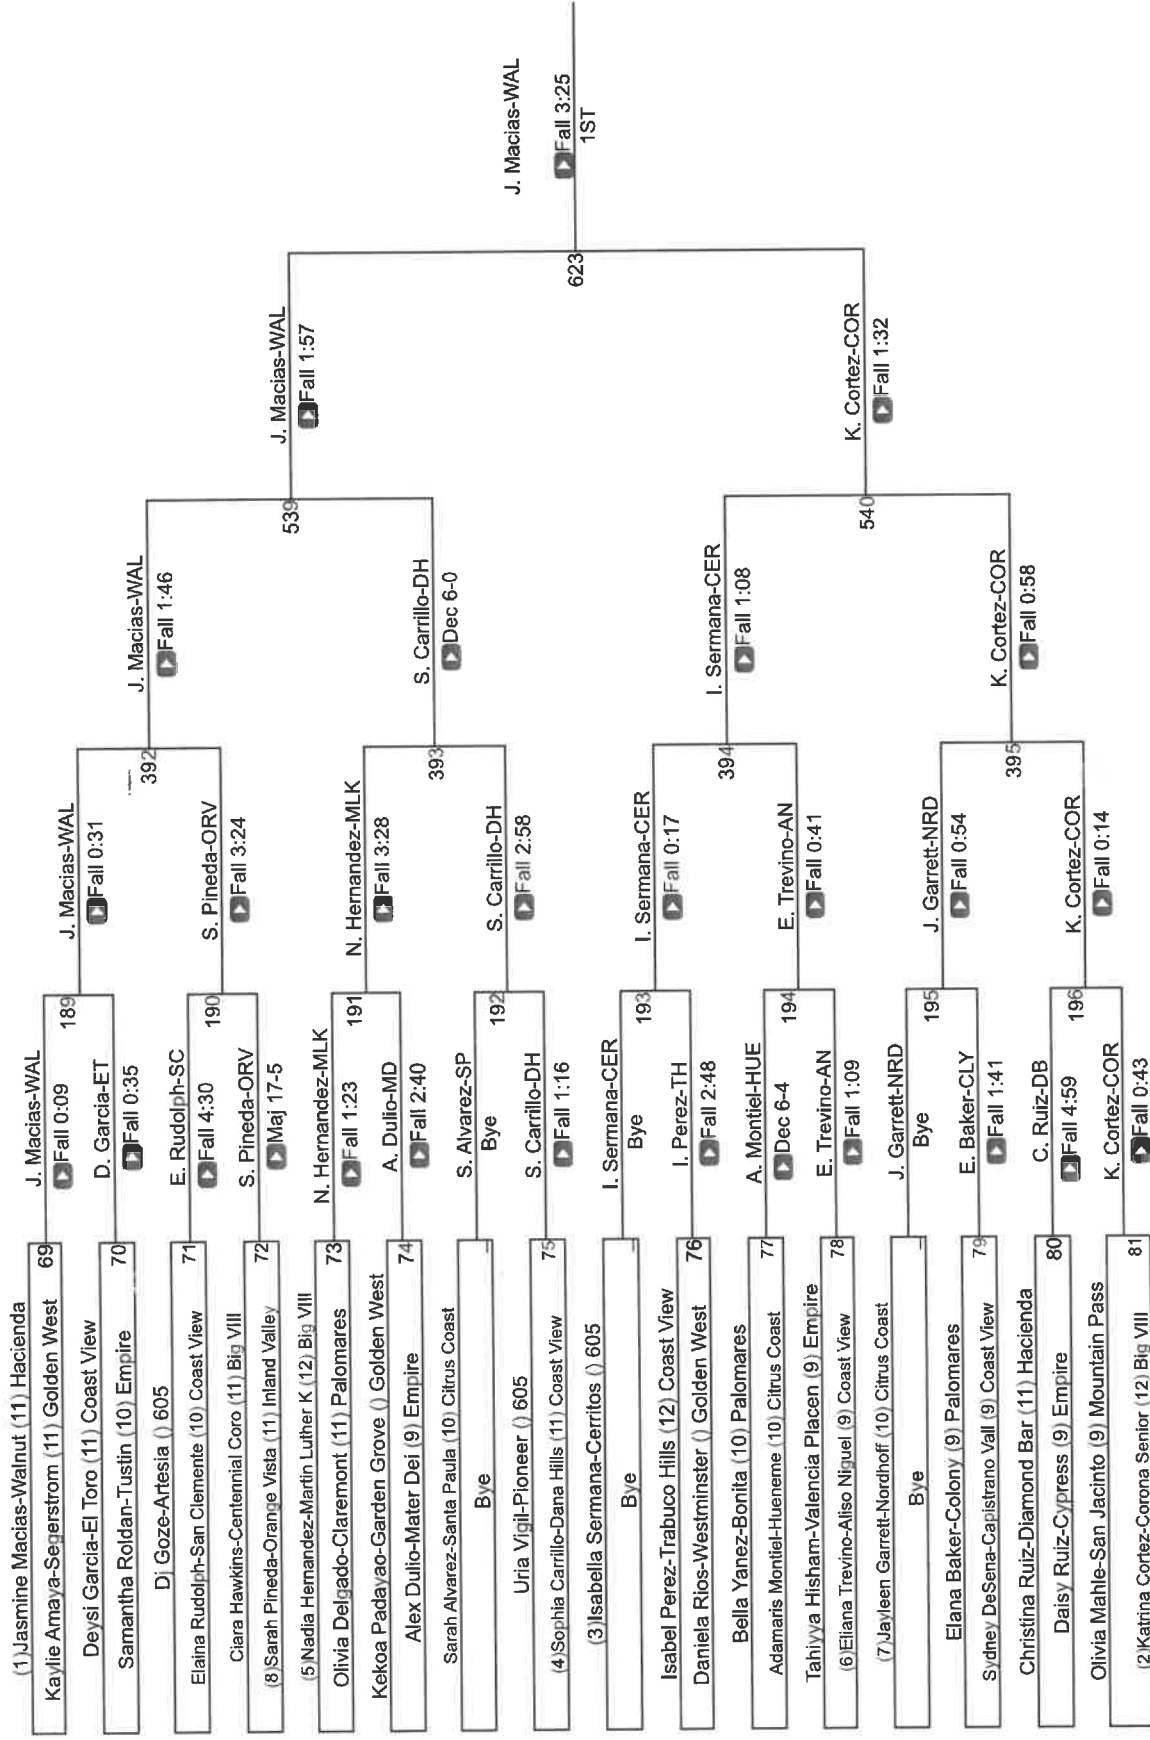 (1)Jasmine Macias-Walnut (11) Hacienda
Kaylie Amaya-Segerstrom (11) Golden West
69
Deysi Garcia-El Toro (11) Coast View
Samantha Roldan-Tustin (10) Empire
70
Dj Goze-Artesia () 605
Elaina Rudolph-San Clemente (10) Coast View
71
Ciara Hawkins-Centennial Coro (11) Big VIII
(8)Sarah Pineda-Orange Vista (11) Inland Valley
72
(5)Nadia Hernandez-Martin Luther K (12) Big VIII
Olivia Delgado-Claremont (11) Palomares
73
Kekoa Padayao-Garden Grove () Golden West
Alex Dulio-Mater Dei (9) Empire
74
Sarah Alvarez-Santa Paula (10) Citrus Coast
Bye
Uria Vigil-Pioneer () 605
(4)Sophia Carrillo-Dana Hills (11) Coast View
75
(3)Isabella Sermana-Cerritos () 605
Bye
Isabel Perez-Trabuco Hills (12) Coast View
Daniela Rios-Westminster () Golden West
76
Bella Yanez-Bonita (10) Palomares
Adamaris Montiel-Hueneme (10) Citrus Coast
77
Tahiyya Hisham-Valencia Placen (9) Empire
(6)Eliana Trevino-Aliso Niguel (9) Coast View
78
(7)Jayleen Garrett-Nordhoff (10) Citrus Coast
Bye
Elana Baker-Colony (9) Palomares
Sydney DeSena-Capistrano Vall (9) Coast View
79
Christina Ruiz-Diamond Bar (11) Hacienda
Daisy Ruiz-Cypress (9) Empire
80
Olivia Mahle-San Jacinto (9) Mountain Pass
(2)Katrina Cortez-Corona Senior (12) Big VIII
81
J. Macias-WAL
Fall 0:09
189
D. Garcia-ET
Fall 0:35
E. Rudolph-SC
Fall 4:30
190
S. Pineda-ORV
Maj 17-5
N. Hernandez-MLK
Fall 1:23
191
A. Dulio-MD
Fall 2:40
S. Alvarez-SP
Bye
192
S. Carrillo-DH
Fall 1:16
I. Sermana-CER
Bye
193
I. Perez-TH
Fall 2:48
A. Montiel-HUE
Dec 6-4
194
E. Trevino-AN
Fall 1:09
J. Garrett-NRD
Bye
195
E. Baker-CLY
Fall 1:41
C. Ruiz-DB
Fall 4:59
196
K. Cortez-COR
Fall 0:43
J. Macias-WAL
Fall 0:31
392
S. Pineda-ORV
Fall 3:24
N. Hernandez-MLK
Fall 3:28
393
S. Carrillo-DH
Fall 2:58
I. Sermana-CER
Fall 0:17
394
E. Trevino-AN
Fall 0:41
J. Garrett-NRD
Fall 0:54
395
K. Cortez-COR
Fall 0:14
J. Macias-WAL
Fall 1:46
539
S. Carrillo-DH
Dec 6-0
I. Sermana-CER
Fall 1:08
540
K. Cortez-COR
Fall 0:58
J. Macias-WAL
Fall 1:57
623
K. Cortez-COR
Fall 1:32
J. Macias-WAL
Fall 3:25
1ST